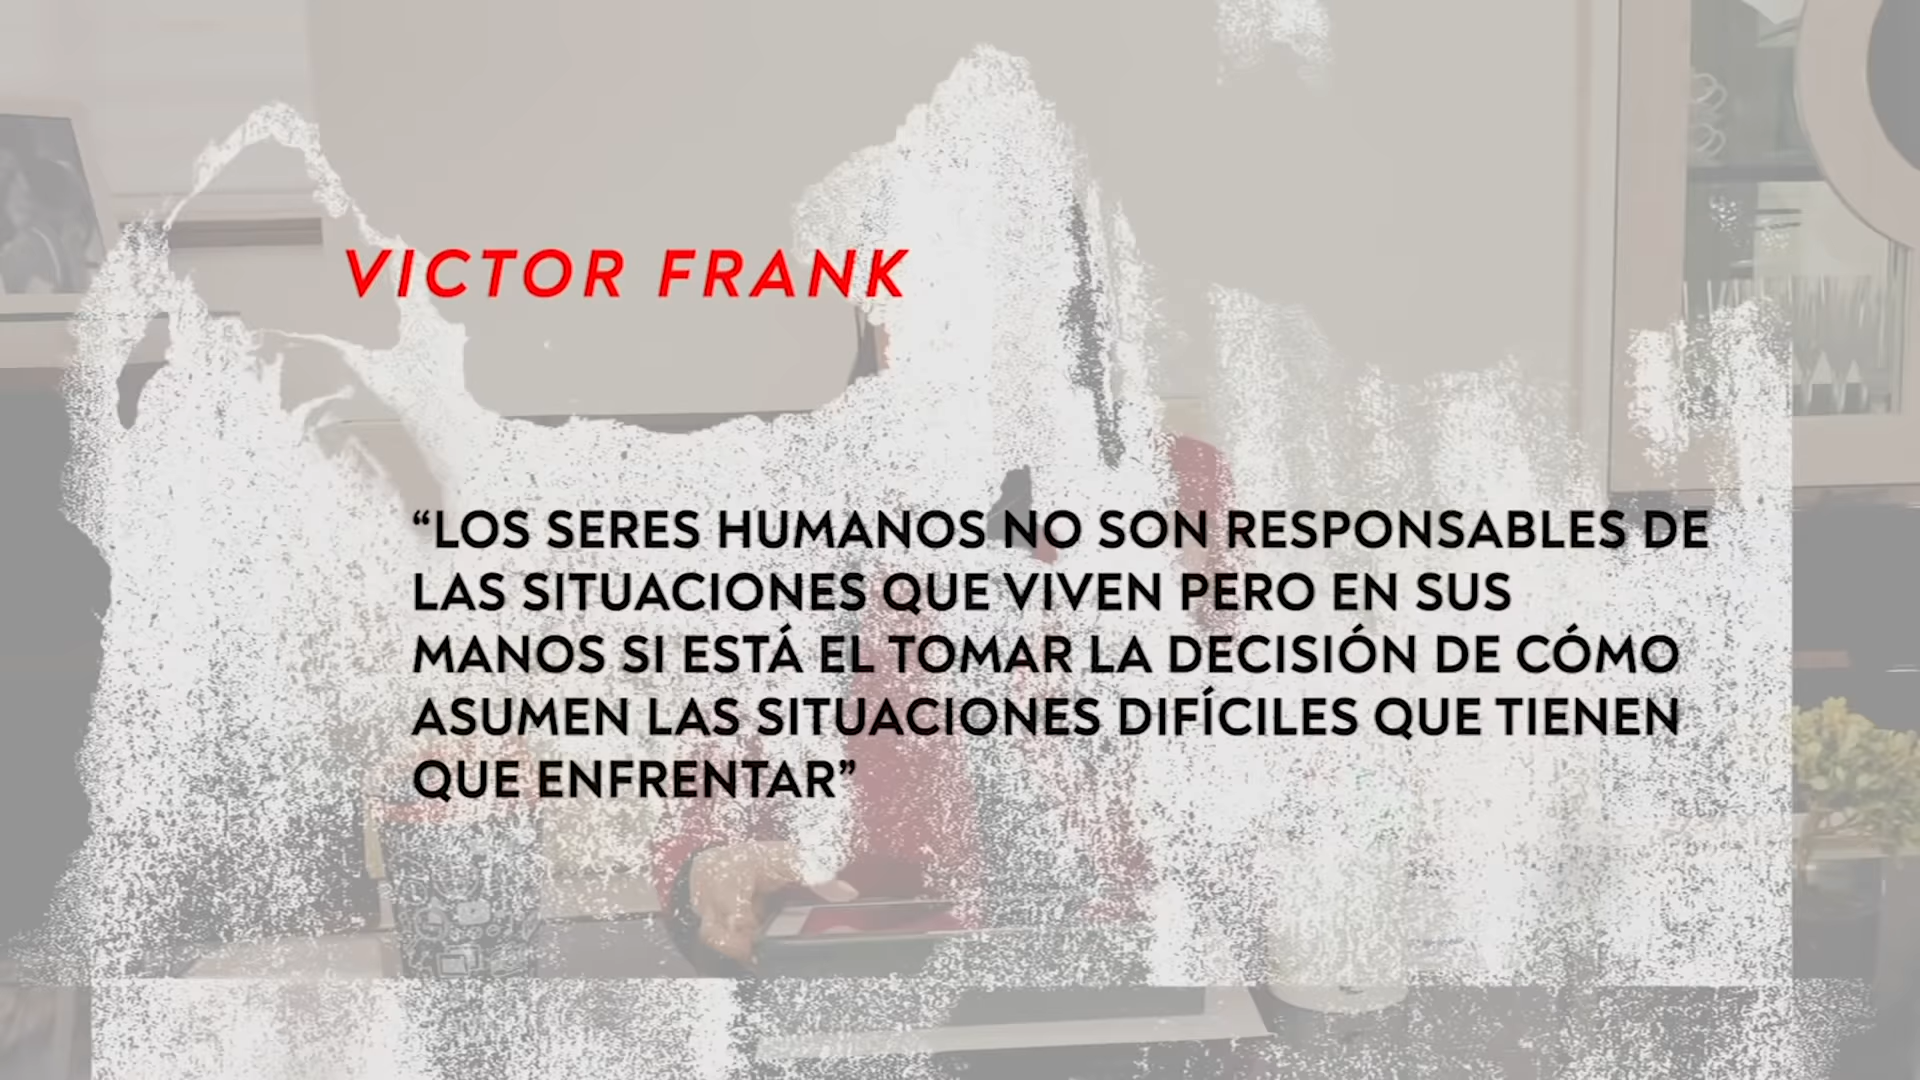 VICTOR FRANK
“LOS SERES HUMANOS NO SON RESPONSABLES DE
LAS SITUACIONES QUE VIVEN PERO EN SUS
MANOS SI ESTÁ EL TOMAR LA DECISIÓN DE CÓMO
ASUMEN LAS SITUACIONES DIFÍCILES QUE TIENEN
QUE ENFRENTAR”